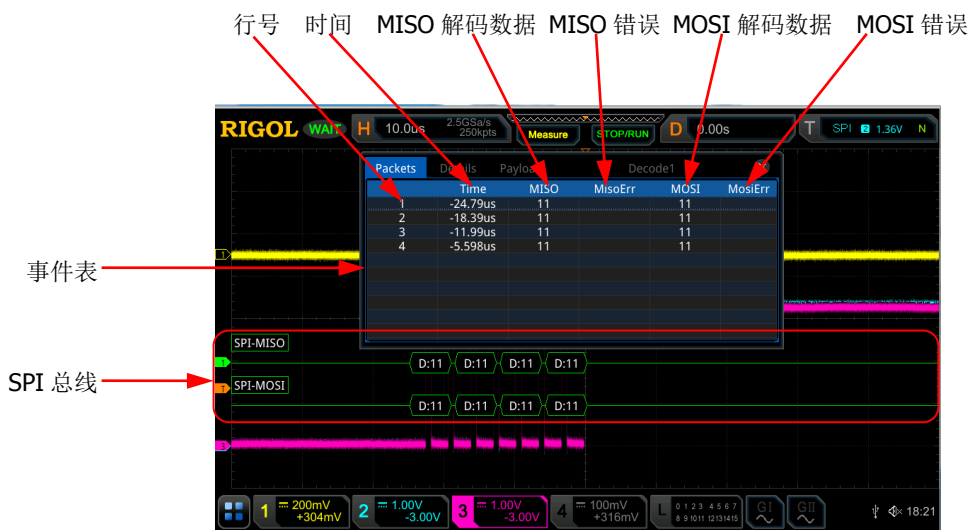 行号 时间 MISO 解码数据 MISO 错误 MOSI 解码数据 MOSI 错误
RIGOL WAIT H 10.0us 2.5GSa/s 250kpts Measure STOP/RUN D 0.00s T SPI 2 1.36V N
Packets Details Payload Decode1
Time MISO MisoErr MOSI MosiErr
1 -24.79us 11 11
2 -18.39us 11 11
3 -11.99us 11 11
4 -5.598us 11 11
事件表
SPI 总线
SPI-MISO
D:11 D:11 D:11 D:11
SPI-MOSI
D:11 D:11 D:11 D:11
1 200mV +304mV 2 1.00V -3.00V 3 1.00V -3.00V 4 100mV +316mV L 0 1 2 3 4 5 6 7 8 9 10 11 12 13 14 15 GI GII 18:21